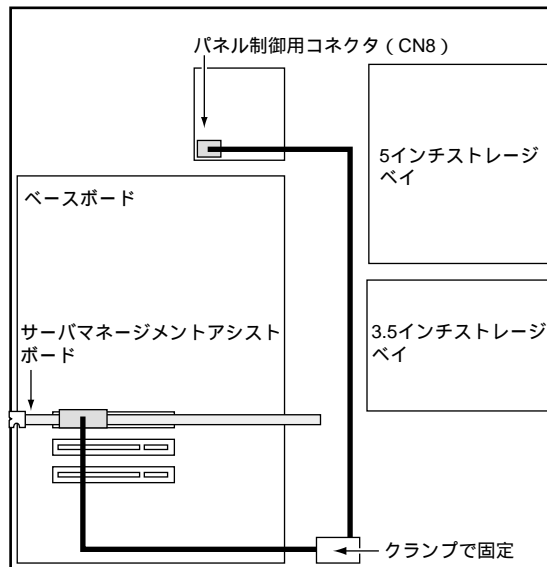 パネル制御用コネクタ（CN8）
5インチストレージ
ベイ
ベースボード
サーバマネージメントアシスト
ボード
3.5インチストレージ
ベイ
クランプで固定